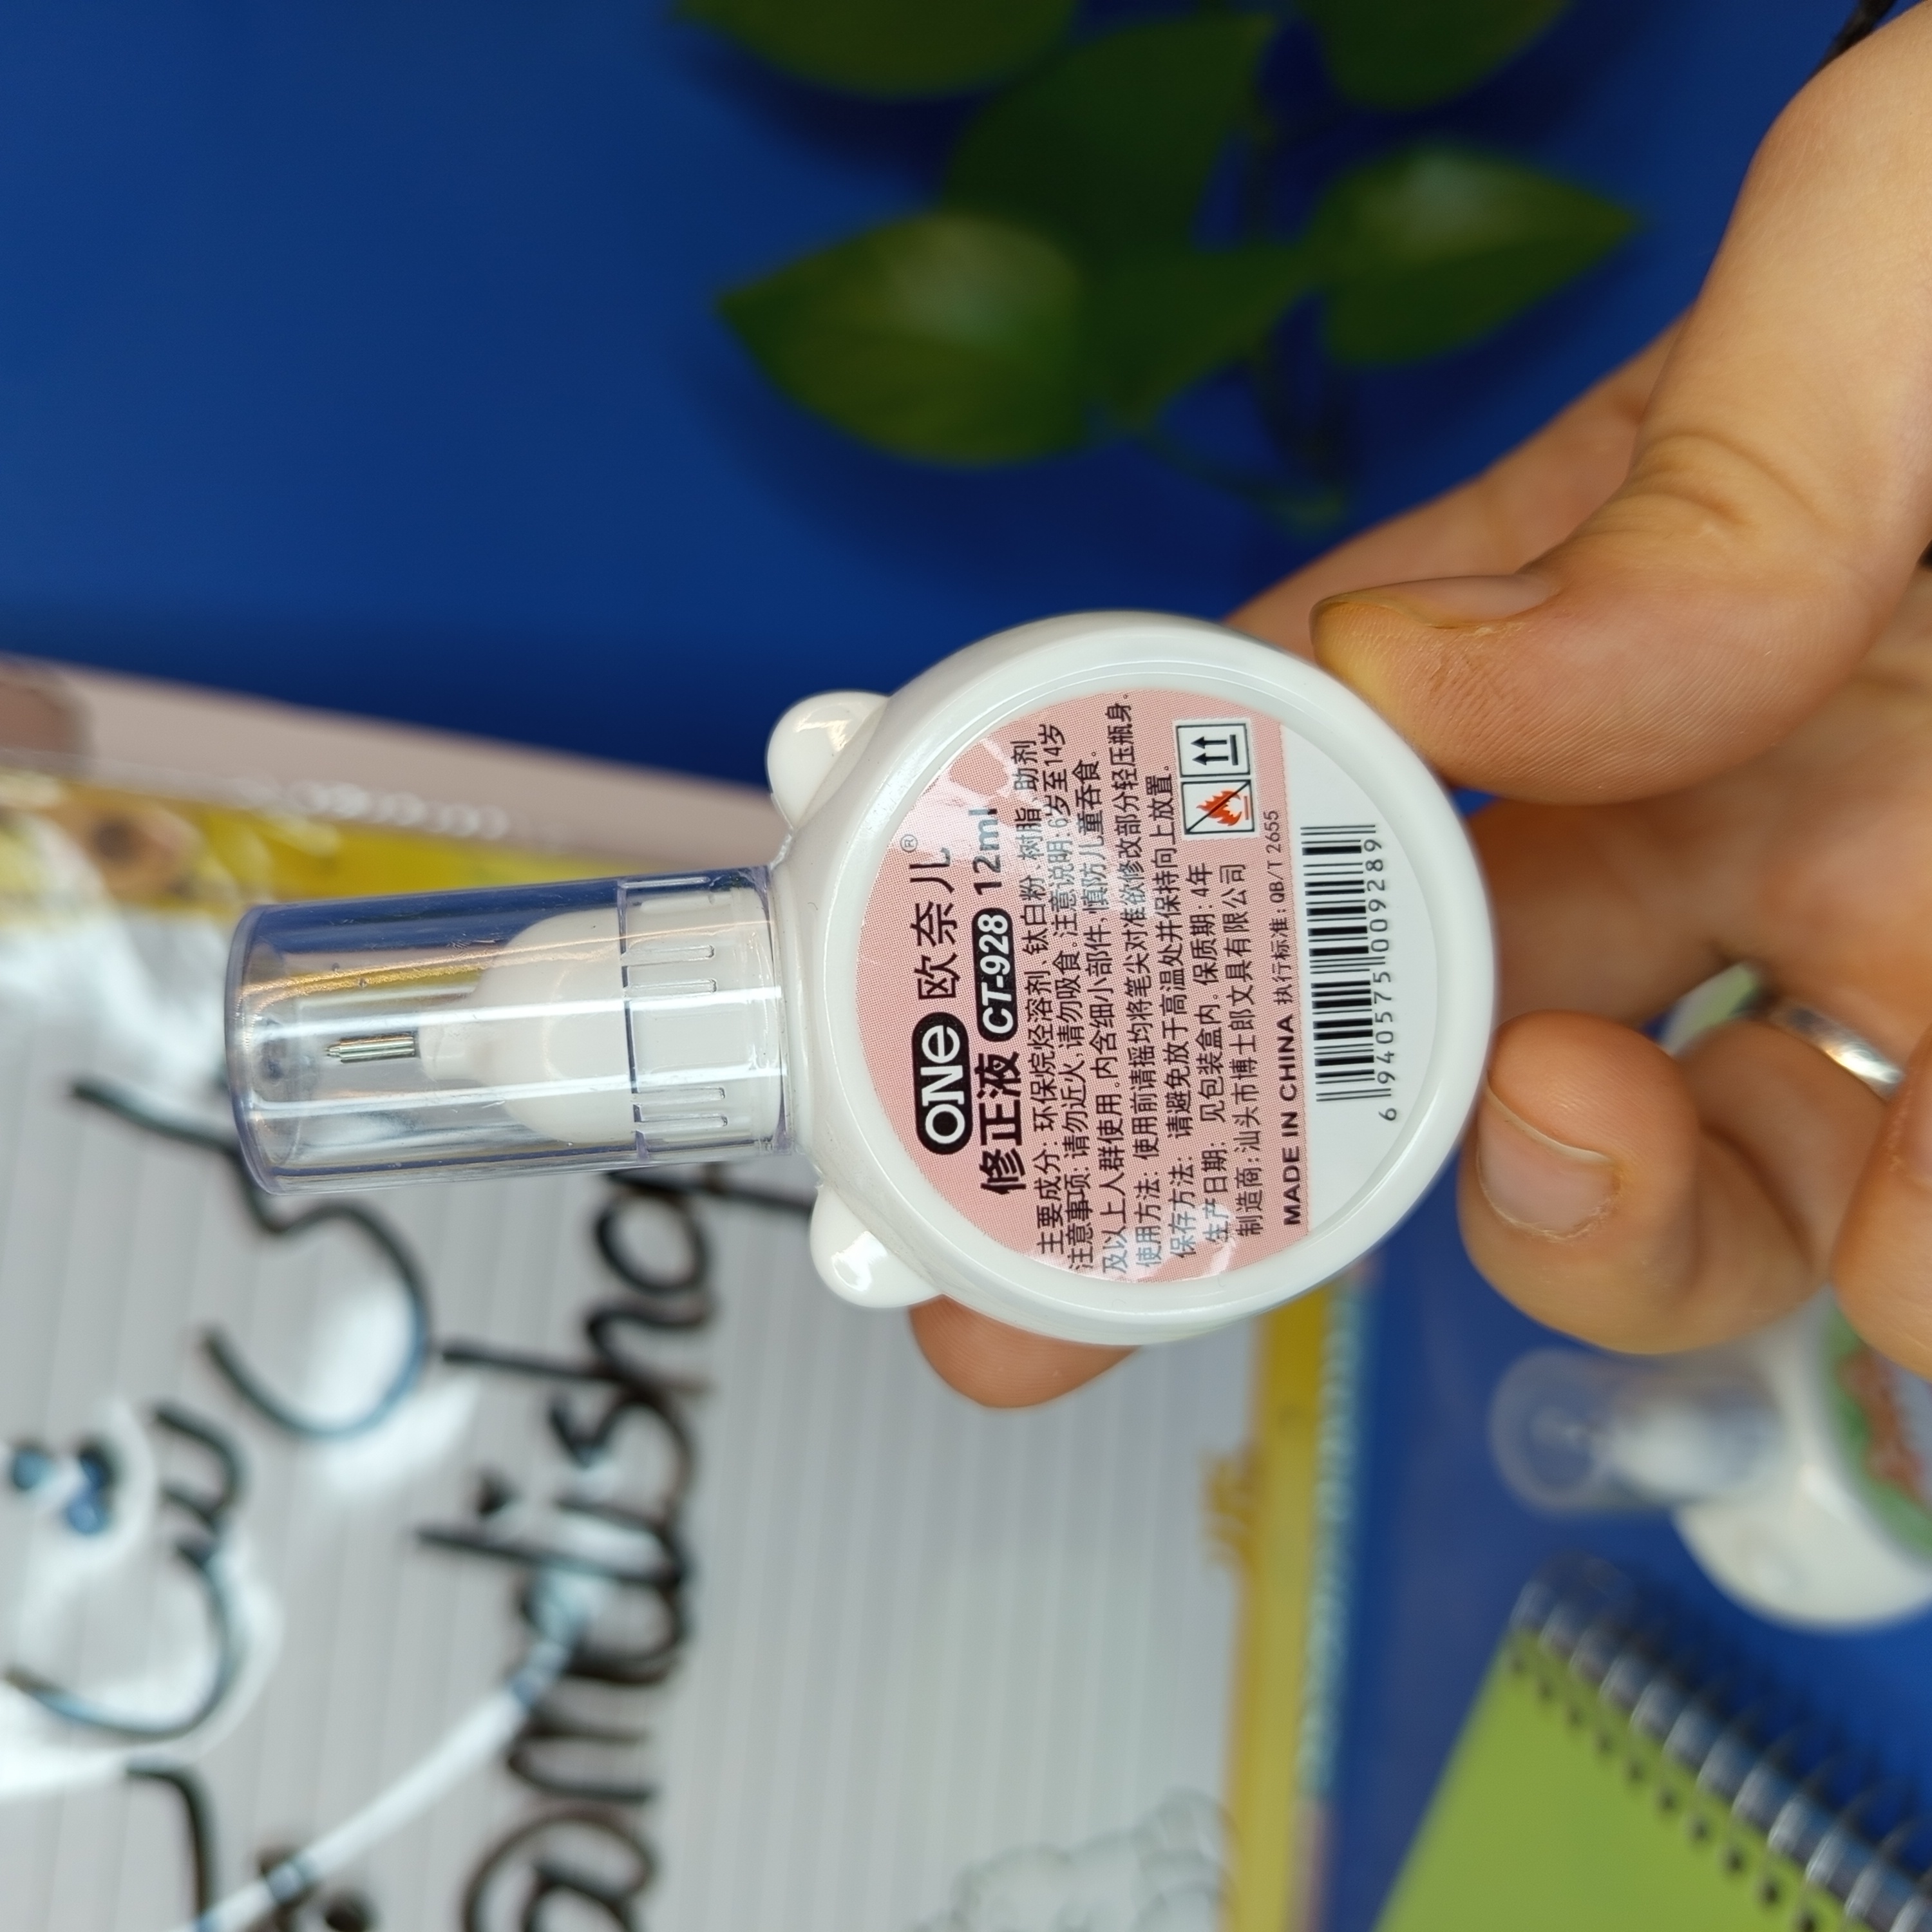 ONE 欧奈儿®
修正液 CT-928 12ml
主要成分: 环保烷烃溶剂 钛白粉 树脂 助剂
注意事项: 请勿近火,请勿吸食.注意说明:6岁至14岁
及以上人群使用.内含细小部件,慎防儿童吞食.
使用方法: 使用前请摇均将笔尖对准欲修改部分轻压瓶身.
保存方法: 请避免放于高温处并保持向上放置.
生产日期: 见包装盒内. 保质期: 4年
制造商: 汕头市博士郎文具有限公司
MADE IN CHINA 执行标准: QB/T 2655
6 940575 009289
@madisha